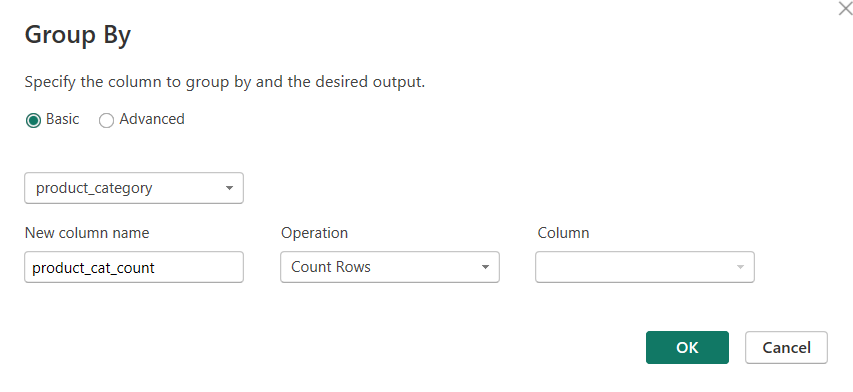 Group By
Specify the column to group by and the desired output.
Basic Advanced
product_category
New column name Operation Column
product_cat_count Count Rows
OK Cancel